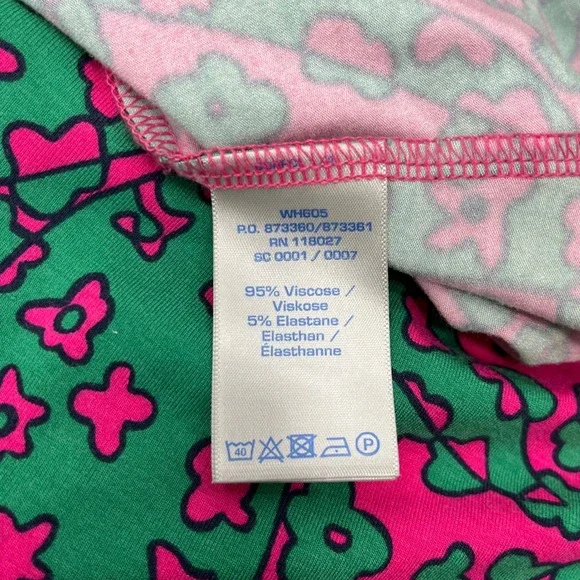 WH605
P.O. 873360/873361
RN 118027
SC 0001 / 0007
95% Viscose /
Viskose
5% Elastane /
Elasthan /
Élasthanne
40 P